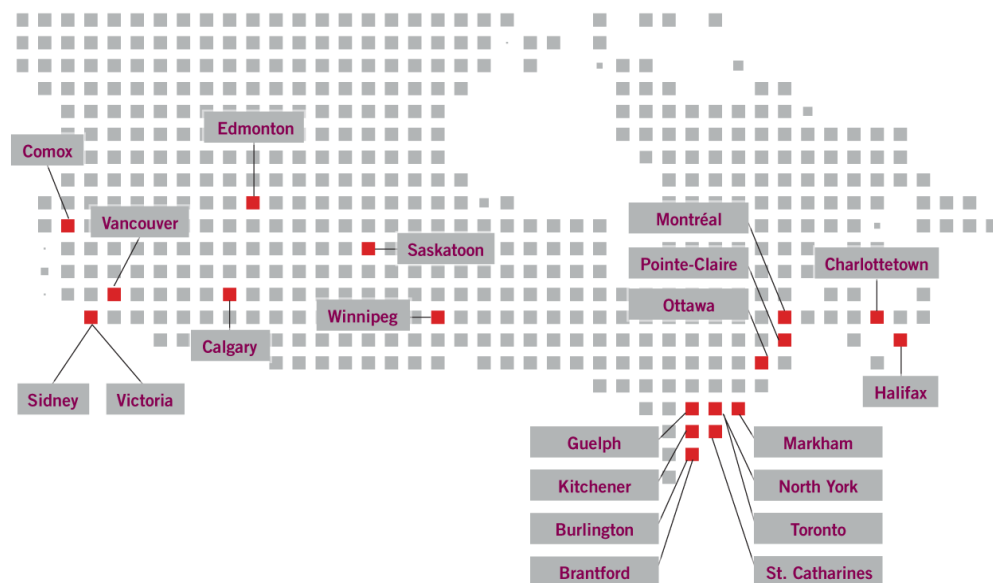 Edmonton
Comox
Vancouver
Montréal
Saskatoon
Pointe-Claire
Charlottetown
Ottawa
Winnipeg
Calgary
Sidney
Victoria
Halifax
Guelph
Markham
Kitchener
North York
Burlington
Toronto
Brantford
St. Catharines